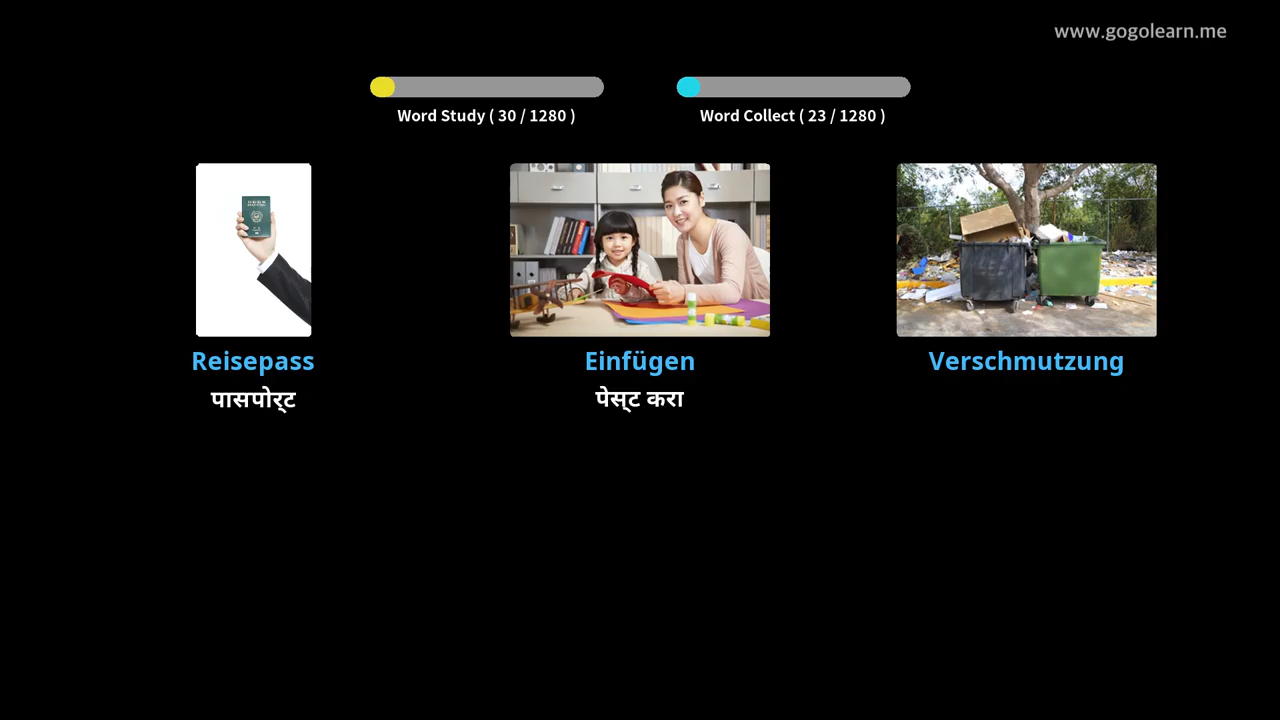 www.gogolearn.me
Word Study ( 30 / 1280 )
Word Collect ( 23 / 1280 )
Reisepass
Einfügen
Verschmutzung
पासपोर्ट
पेस्ट करा